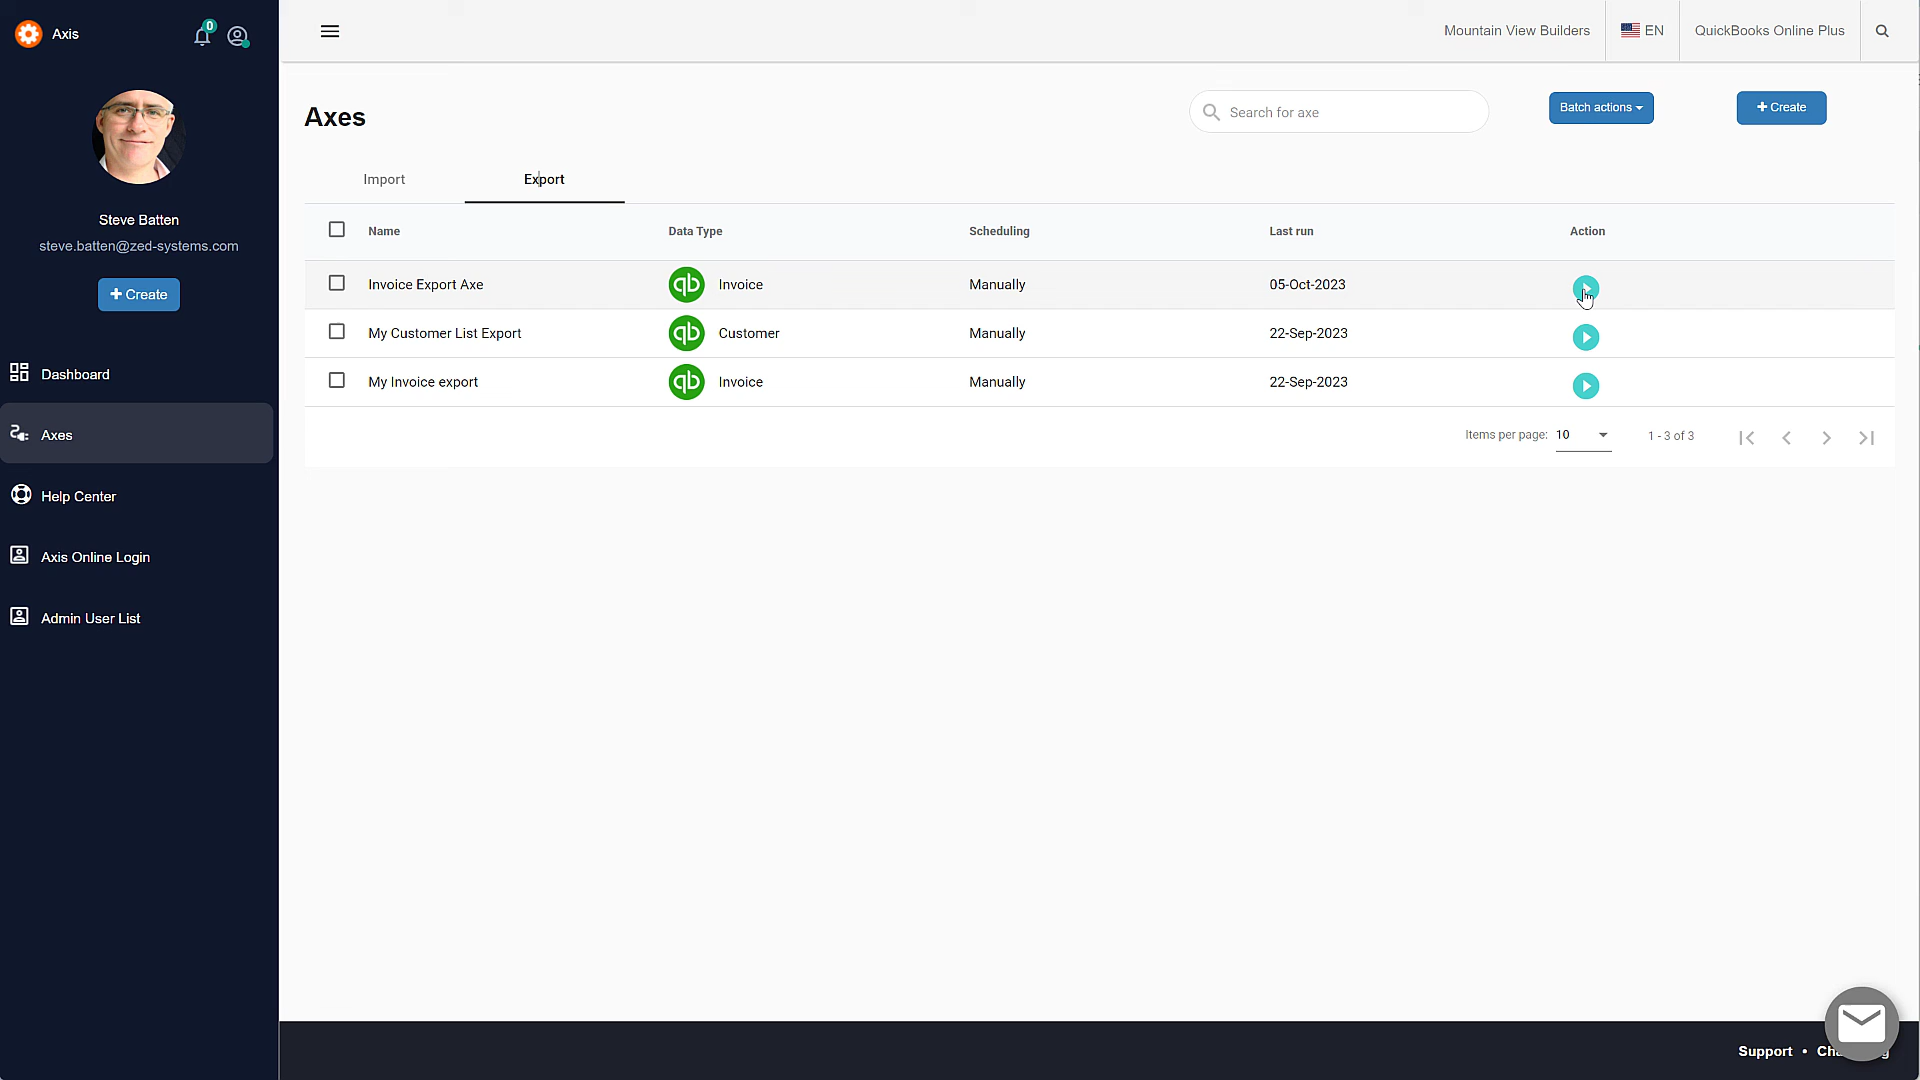 Axis
0
Steve Batten
steve.batten@zed-systems.com
+ Create
Dashboard
Axes
Help Center
Axis Online Login
Admin User List
Mountain View Builders
EN
QuickBooks Online Plus
Axes
Search for axe
Batch actions
+ Create
Import
Export
Name Data Type Scheduling Last run Action
Invoice Export Axe qb Invoice Manually 05-Oct-2023
My Customer List Export qb Customer Manually 22-Sep-2023
My Invoice export qb Invoice Manually 22-Sep-2023
Items per page: 10 1 - 3 of 3
Support •